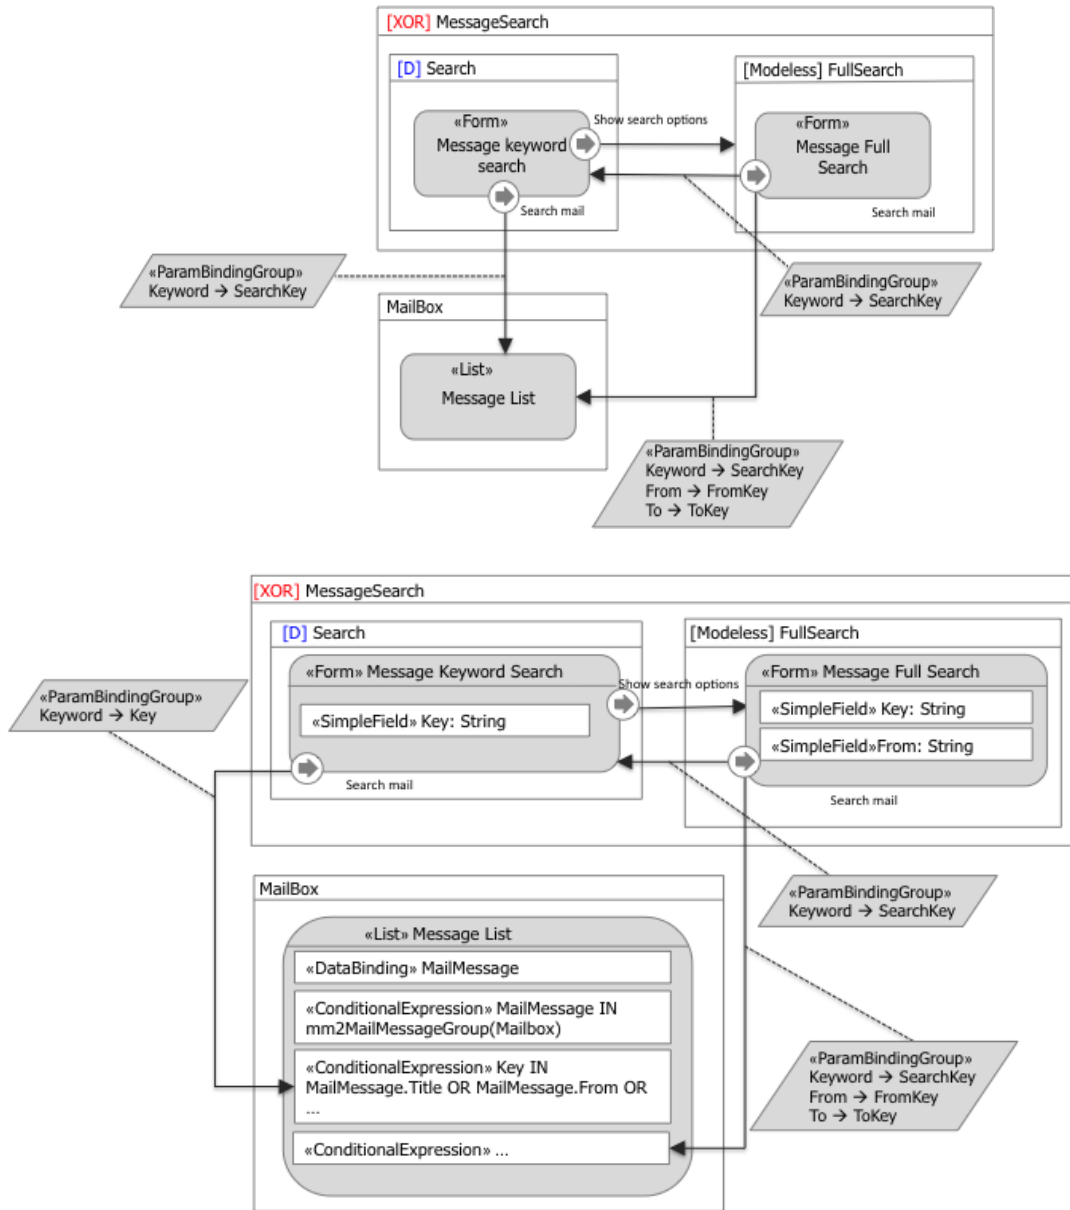 [XOR] MessageSearch
[D] Search
[Modeless] FullSearch
«Form»
Message keyword
search
Show search options
«Form»
Message Full
Search
Search mail
Search mail
«ParamBindingGroup»
Keyword → SearchKey
«ParamBindingGroup»
Keyword → SearchKey
MailBox
«List»
Message List
«ParamBindingGroup»
Keyword → SearchKey
From → FromKey
To → ToKey
[XOR] MessageSearch
[D] Search
[Modeless] FullSearch
«Form» Message Keyword Search
«SimpleField» Key: String
Show search options
«Form» Message Full Search
«SimpleField» Key: String
«SimpleField»From: String
«ParamBindingGroup»
Keyword → Key
Search mail
Search mail
MailBox
«ParamBindingGroup»
Keyword → SearchKey
«List» Message List
«DataBinding» MailMessage
«ConditionalExpression» MailMessage IN
mm2MailMessageGroup(Mailbox)
«ConditionalExpression» Key IN
MailMessage.Title OR MailMessage.From OR
...
«ConditionalExpression» ...
«ParamBindingGroup»
Keyword → SearchKey
From → FromKey
To → ToKey